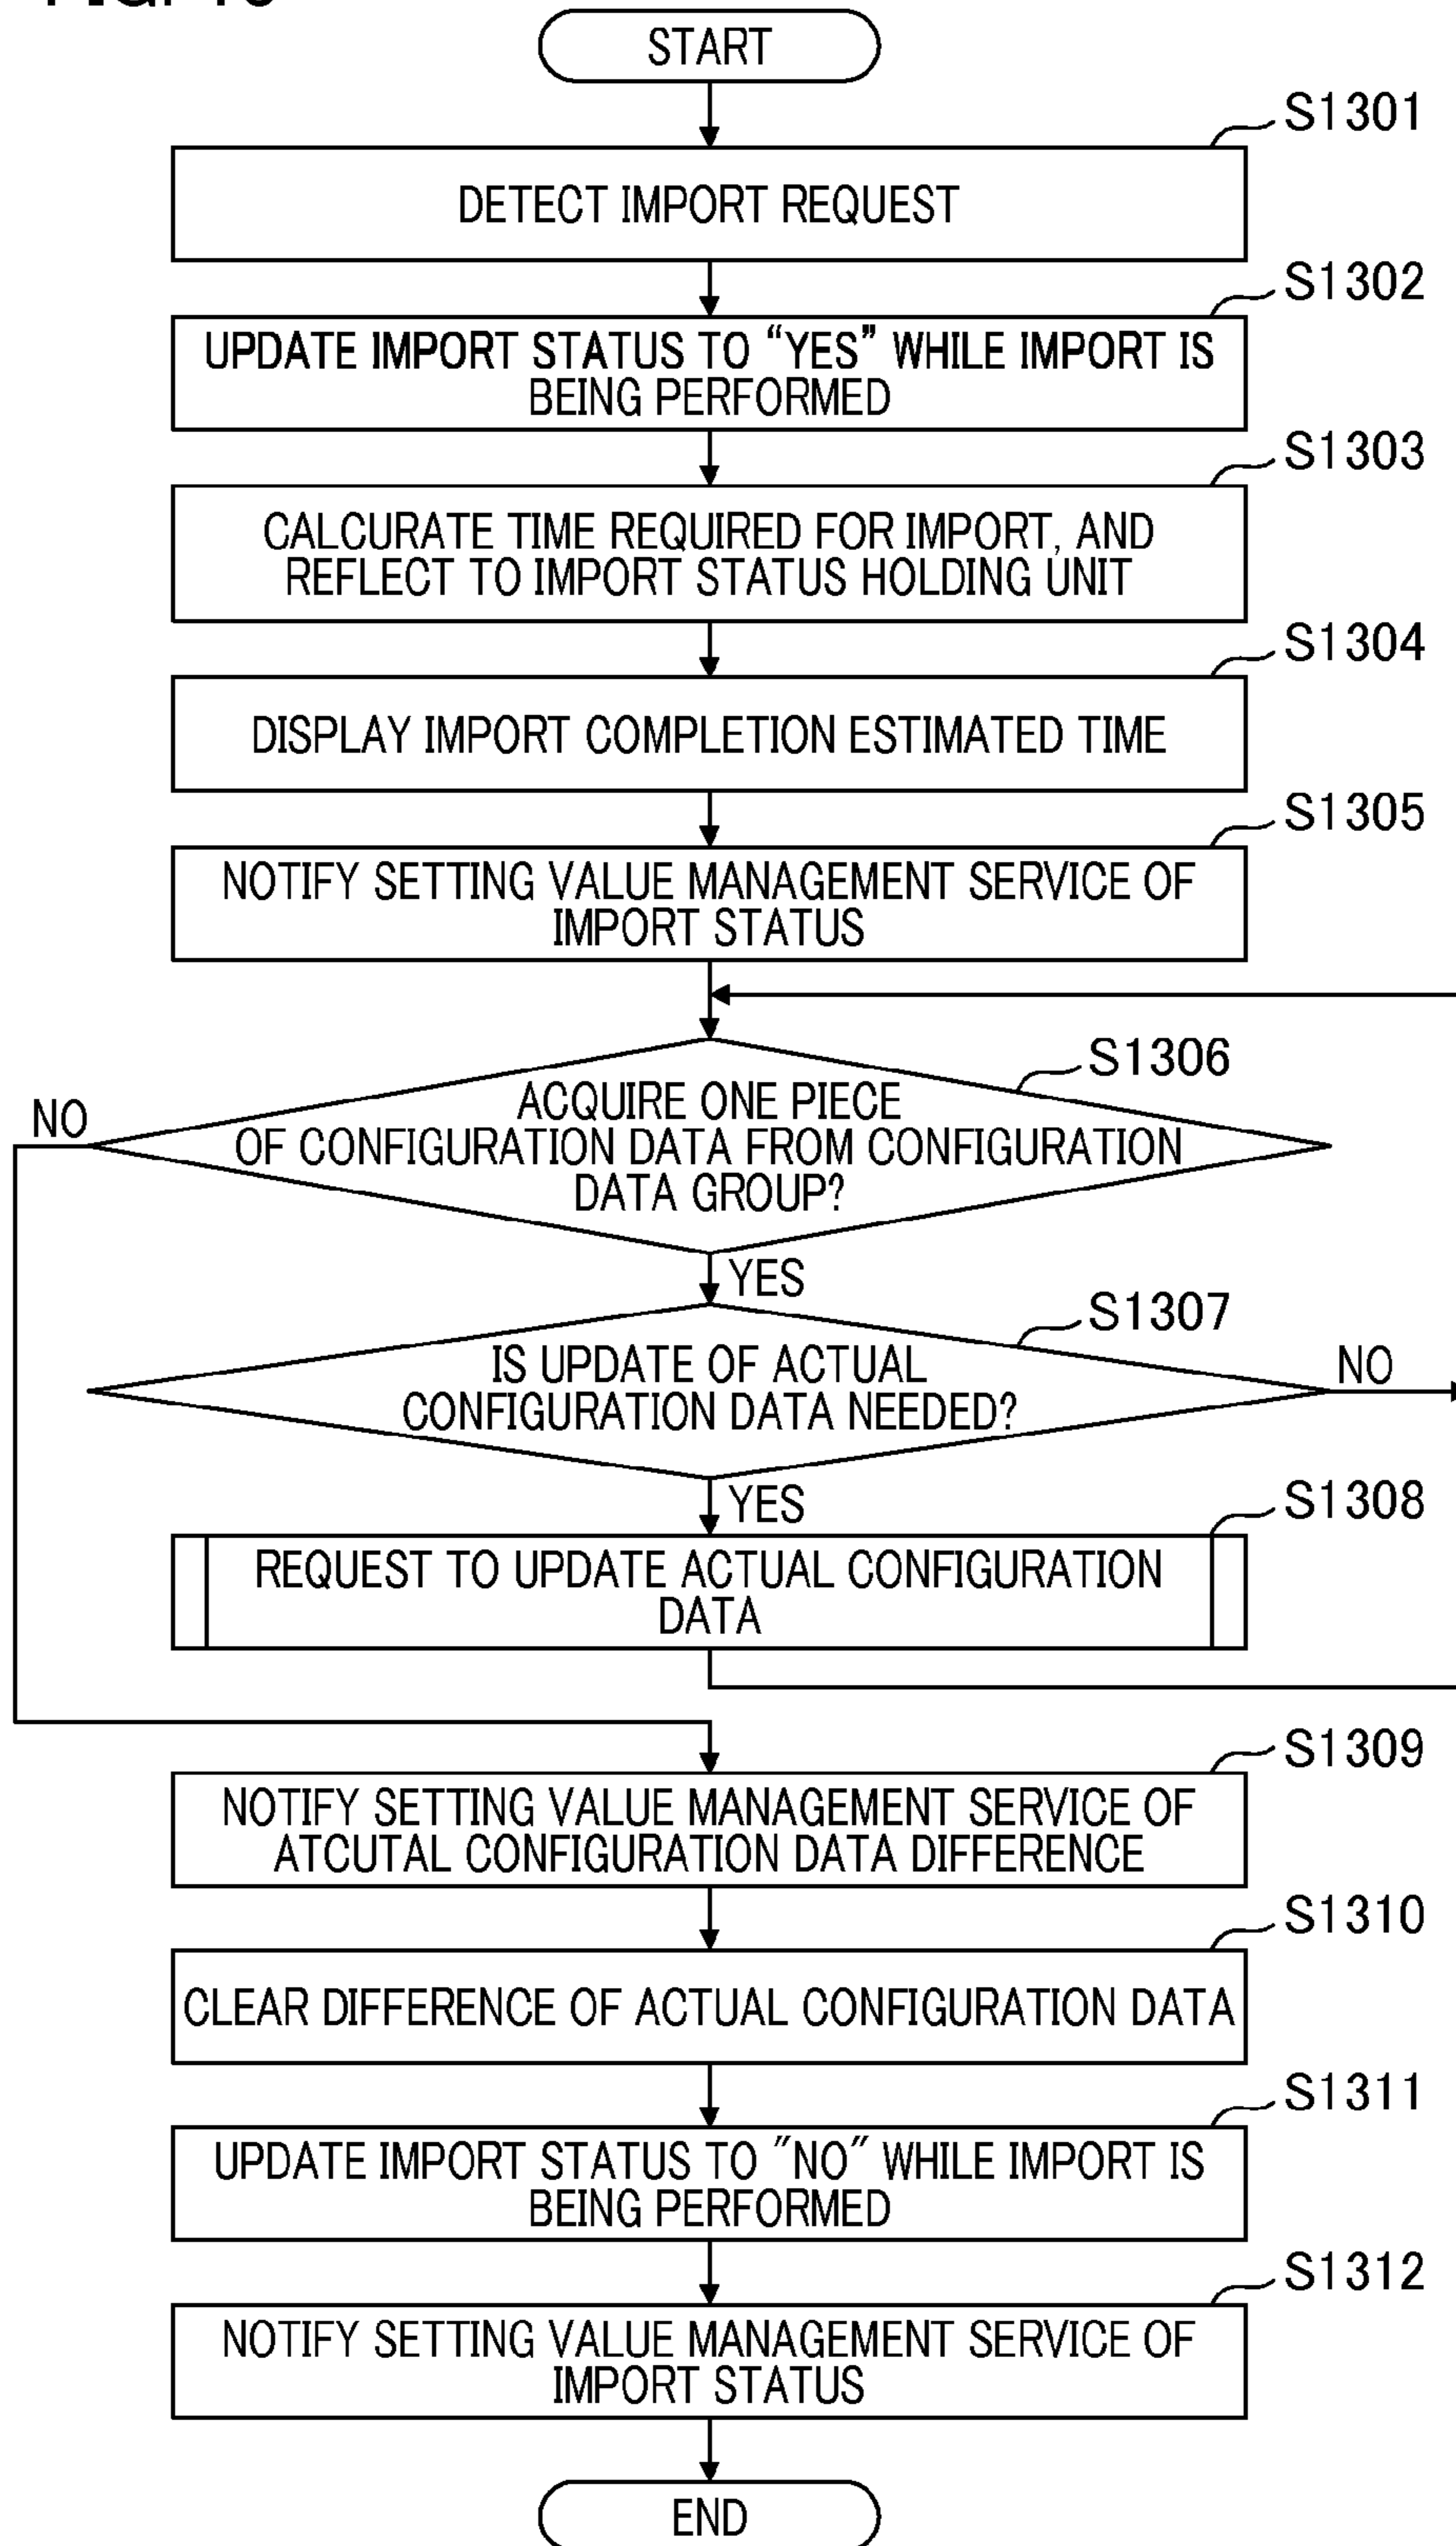 START
S1301
DETECT IMPORT REQUEST
S1302
UPDATE IMPORT STATUS TO “YES” WHILE IMPORT IS
BEING PERFORMED
S1303
CALCURATE TIME REQUIRED FOR IMPORT, AND
REFLECT TO IMPORT STATUS HOLDING UNIT
S1304
DISPLAY IMPORT COMPLETION ESTIMATED TIME
S1305
NOTIFY SETTING VALUE MANAGEMENT SERVICE OF
IMPORT STATUS
S1306
NO
ACQUIRE ONE PIECE
OF CONFIGURATION DATA FROM CONFIGURATION
DATA GROUP?
YES
S1307
IS UPDATE OF ACTUAL
CONFIGURATION DATA NEEDED?
NO
YES
S1308
REQUEST TO UPDATE ACTUAL CONFIGURATION
DATA
S1309
NOTIFY SETTING VALUE MANAGEMENT SERVICE OF
ATCUTAL CONFIGURATION DATA DIFFERENCE
S1310
CLEAR DIFFERENCE OF ACTUAL CONFIGURATION DATA
S1311
UPDATE IMPORT STATUS TO "NO" WHILE IMPORT IS
BEING PERFORMED
S1312
NOTIFY SETTING VALUE MANAGEMENT SERVICE OF
IMPORT STATUS
END